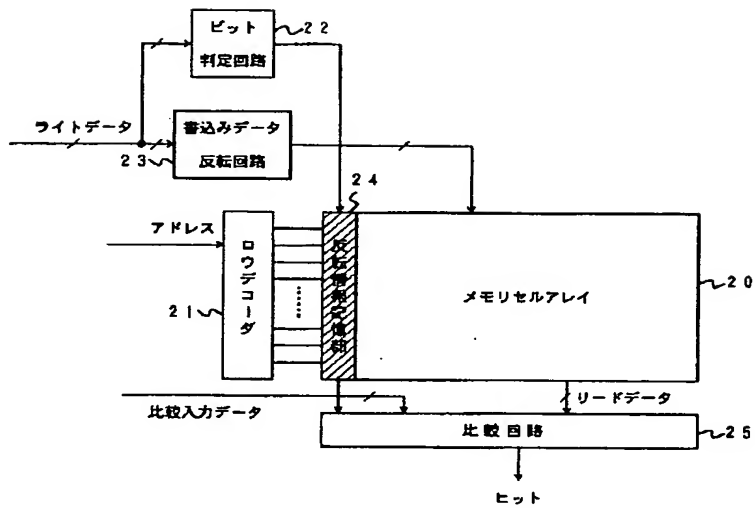 ビット
判定回路
22
ライトデータ
書込みデータ
反転回路
23
24
アドレス
ロウデコーダ
21
反転情報記憶部
メモリセルアレイ
20
比較入力データ
リードデータ
比較回路
25
ヒット